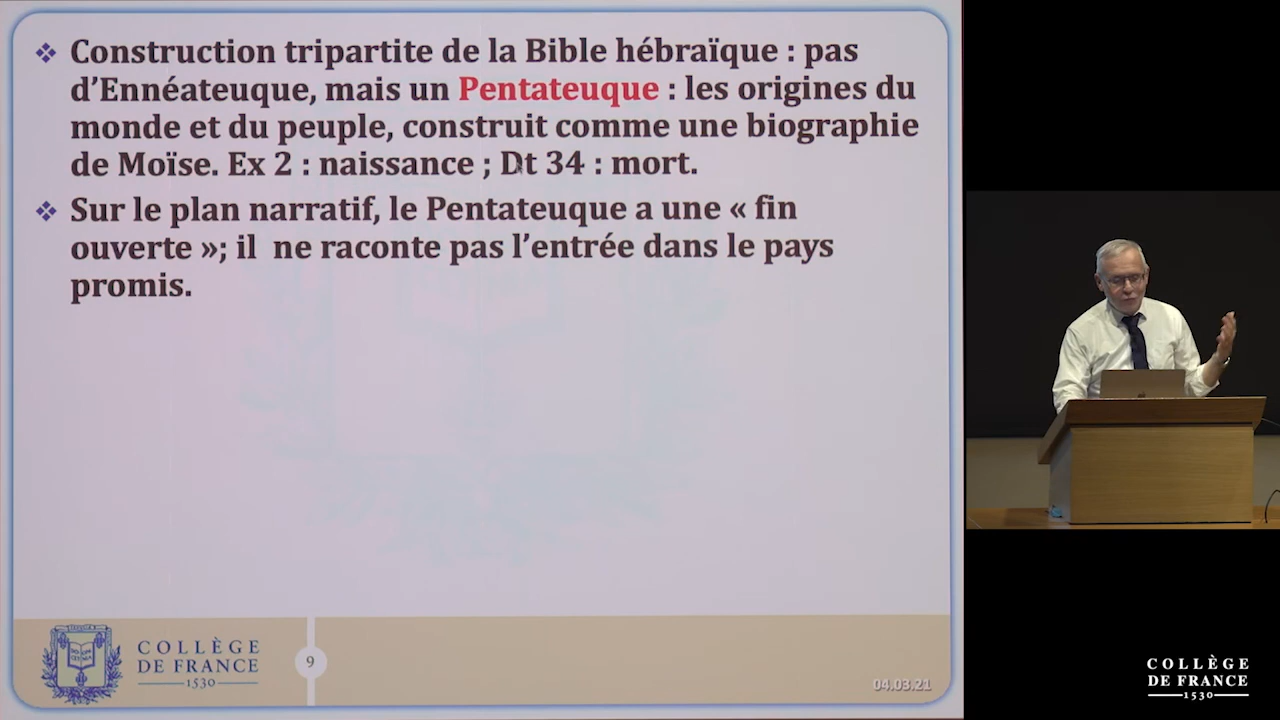 ❖ Construction tripartite de la Bible hébraïque : pas
d’Ennéateuque, mais un Pentateuque : les origines du
monde et du peuple, construit comme une biographie
de Moïse. Ex 2 : naissance ; Dt 34 : mort.
❖ Sur le plan narratif, le Pentateuque a une « fin
ouverte »; il  ne raconte pas l’entrée dans le pays
promis.
COLLÈGE
DE FRANCE
1530
9
04.03.21
COLLÈGE
DE FRANCE
1530